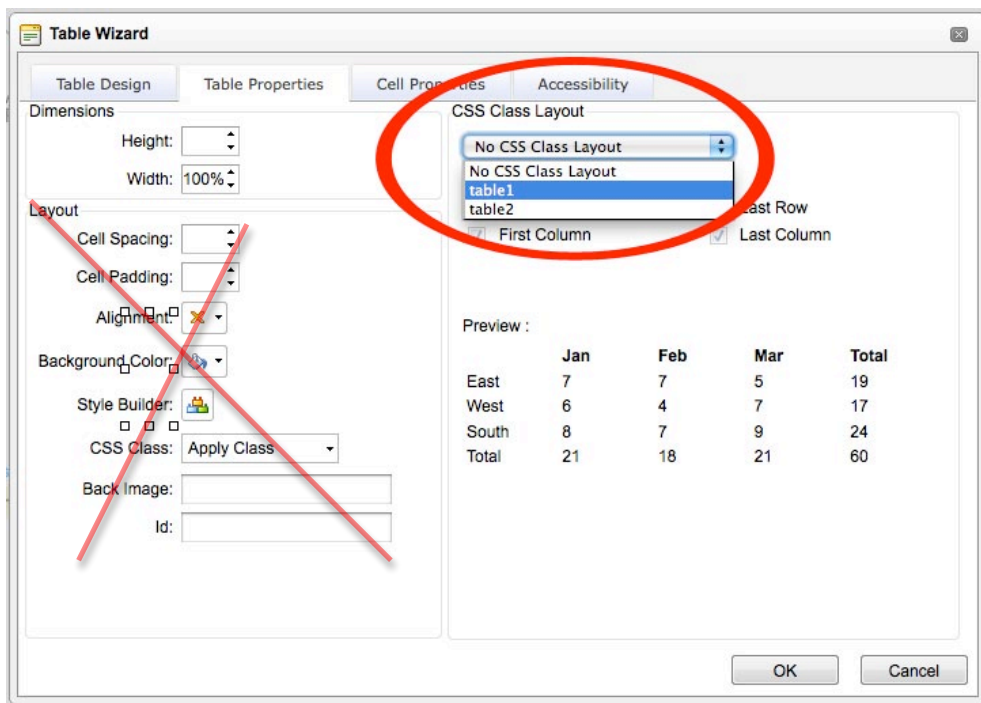 Table Wizard
Table Design
Table Properties
Cell Properties
Accessibility
Dimensions
Height:
Width: 100%
Layout
Cell Spacing:
Cell Padding:
Alignment:
Background Color:
Style Builder:
CSS Class: Apply Class
Back Image:
Id:
CSS Class Layout
No CSS Class Layout
No CSS Class Layout
table1
table2
Last Row
First Column
Last Column
Preview :
Jan Feb Mar Total
East 7 7 5 19
West 6 4 7 17
South 8 7 9 24
Total 21 18 21 60
OK
Cancel